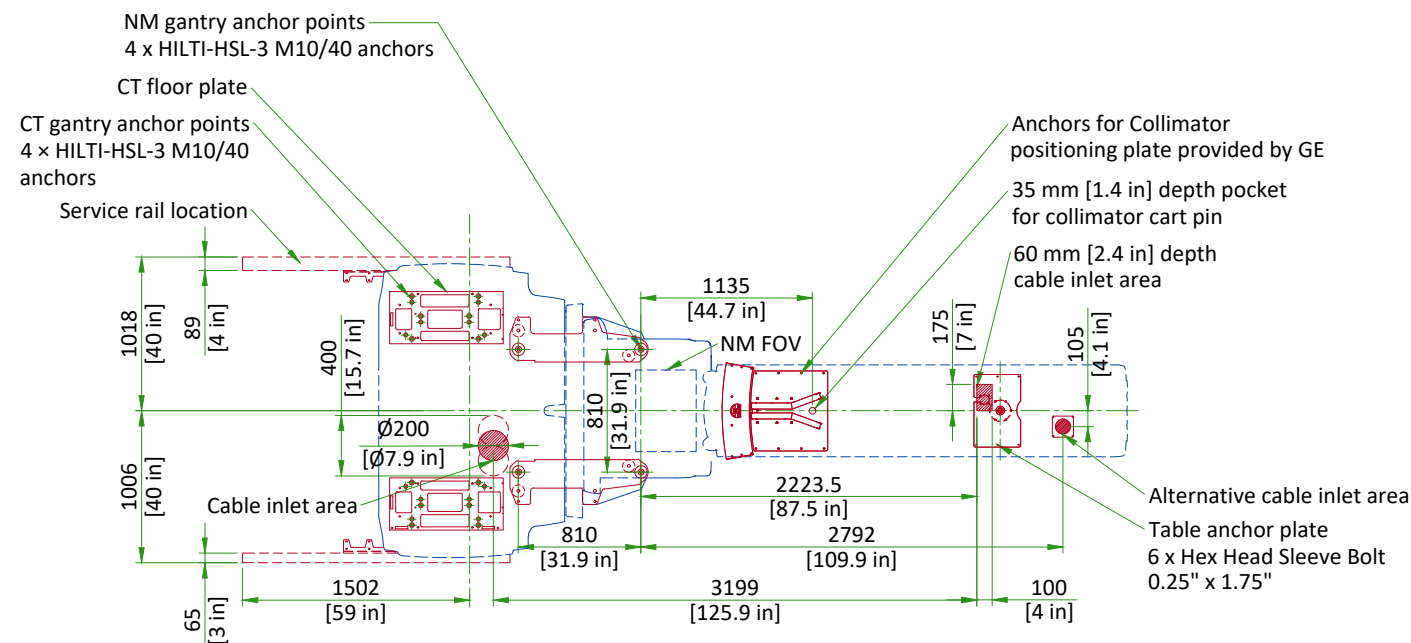 NM gantry anchor points
4 x HILTI-HSL-3 M10/40 anchors
CT floor plate
CT gantry anchor points
4 × HILTI-HSL-3 M10/40
anchors
Service rail location
Anchors for Collimator
positioning plate provided by GE
35 mm [1.4 in] depth pocket
for collimator cart pin
60 mm [2.4 in] depth
cable inlet area
1135
[44.7 in]
NM FOV
175
[7 in]
105
[4.1 in]
1018
[40 in]
89
[4 in]
400
[15.7 in]
810
[31.9 in]
Ø200
[Ø7.9 in]
Cable inlet area
1006
[40 in]
2223.5
[87.5 in]
810
[31.9 in]
2792
[109.9 in]
Alternative cable inlet area
Table anchor plate
6 x Hex Head Sleeve Bolt
0.25" x 1.75"
1502
[59 in]
3199
[125.9 in]
100
[4 in]
65
[3 in]